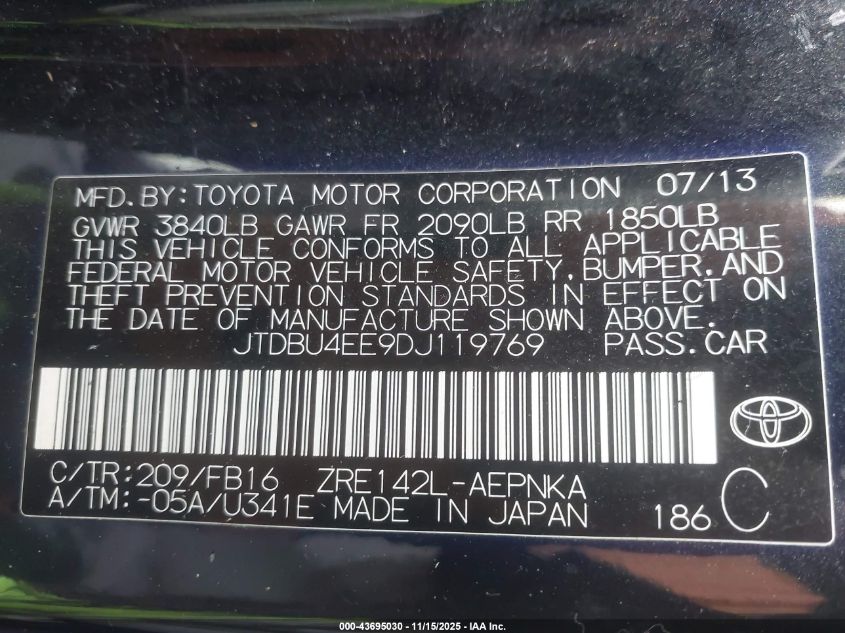 MFD.BY:TOYOTA MOTOR CORPORATION 07/13
GVWR 3840LB GAWR FR 2090LB RR 1850LB
THIS VEHICLE CONFORMS TO ALL APPLICABLE
FEDERAL MOTOR VEHICLE SAFETY,BUMPER,AND
THEFT PREVENTION STANDARDS IN EFFECT ON
THE DATE OF MANUFACTURE SHOWN ABOVE.
JTDBU4EE9DJ119769 PASS.CAR
C/TR:209/FB16 ZRE142L-AEPNKA
A/TM:-05A/U341E MADE IN JAPAN 186 C
000-43695030 - 11/15/2025 - IAA Inc.